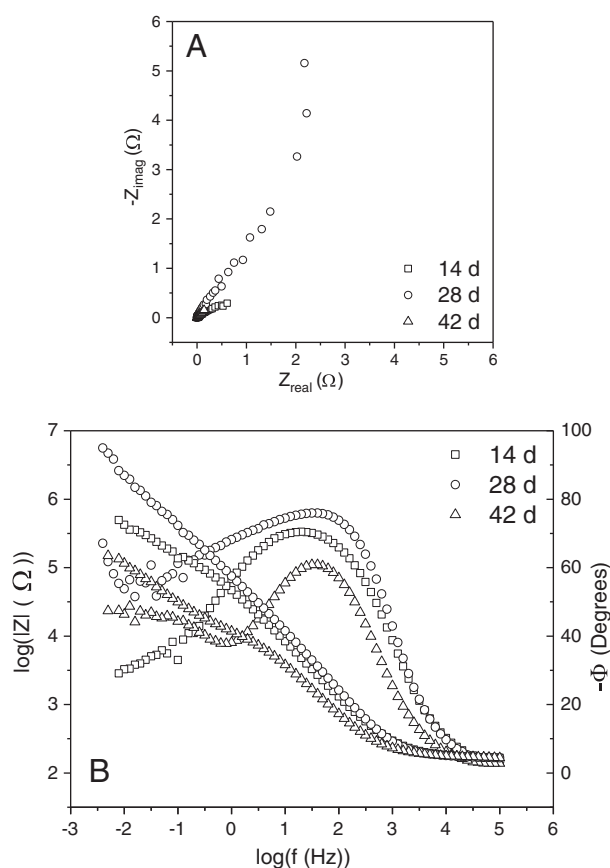 A
6
5
4
3
2
1
0
-Z_imag (Ω)
14 d
28 d
42 d
0 1 2 3 4 5 6
Z_real (Ω)
7
6
5
4
3
2
log(|Z| (Ω))
100
80
60
40
20
0
-Φ (Degrees)
14 d
28 d
42 d
B
-3 -2 -1 0 1 2 3 4 5 6
log(f (Hz))